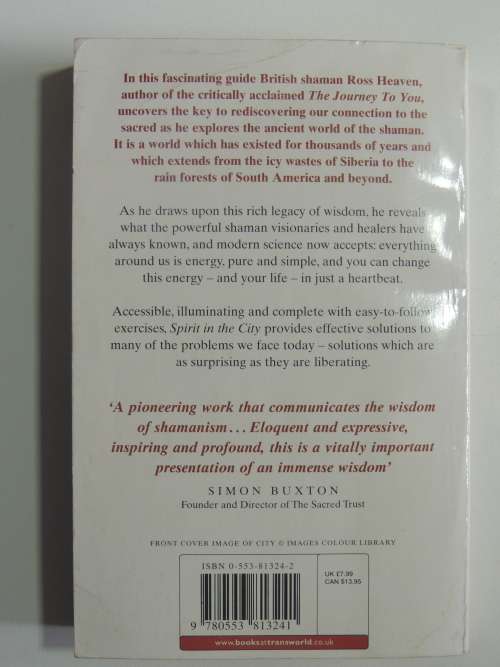 In this fascinating guide British shaman Ross Heaven,
author of the critically acclaimed The Journey To You,
uncovers the key to rediscovering our connection to the
sacred as he explores the ancient world of the shaman.
It is a world which has existed for thousands of years and
which extends from the icy wastes of Siberia to the
rain forests of South America and beyond.
As he draws upon this rich legacy of wisdom, he reveals
what the powerful shaman visionaries and healers have
always known, and modern science now accepts: everything
around us is energy, pure and simple, and you can change
this energy – and your life – in just a heartbeat.
Accessible, illuminating and complete with easy-to-follow
exercises, Spirit in the City provides effective solutions to
many of the problems we face today – solutions which are
as surprising as they are liberating.
‘A pioneering work that communicates the wisdom
of shamanism... Eloquent and expressive,
inspiring and profound, this is a vitally important
presentation of an immense wisdom’
SIMON BUXTON
Founder and Director of The Sacred Trust
FRONT COVER IMAGE OF CITY © IMAGES COLOUR LIBRARY
ISBN 0-553-81324-2
UK £7.99
CAN $13.95
9 780553 813241
www.booksattransworld.co.uk